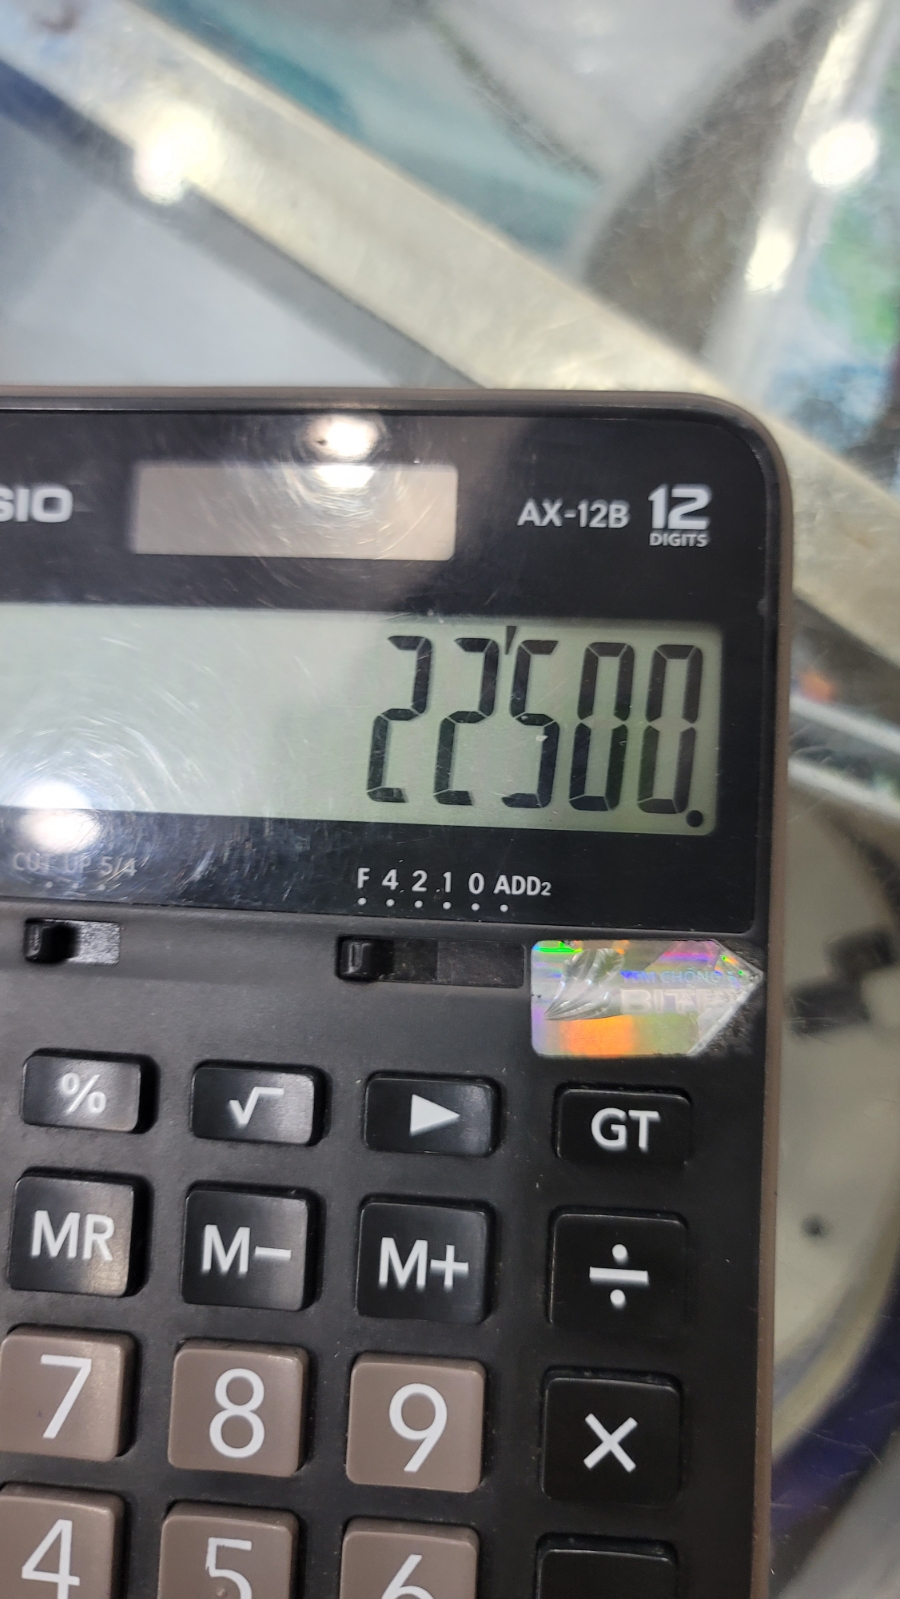 SIO
AX-12B 12
DIGITS
22'500.
CUT UP 5/4
F 4 2 1 0 ADD2
% √ ▶ GT
MR M− M+ ÷
7 8 9 ×
4 5 6